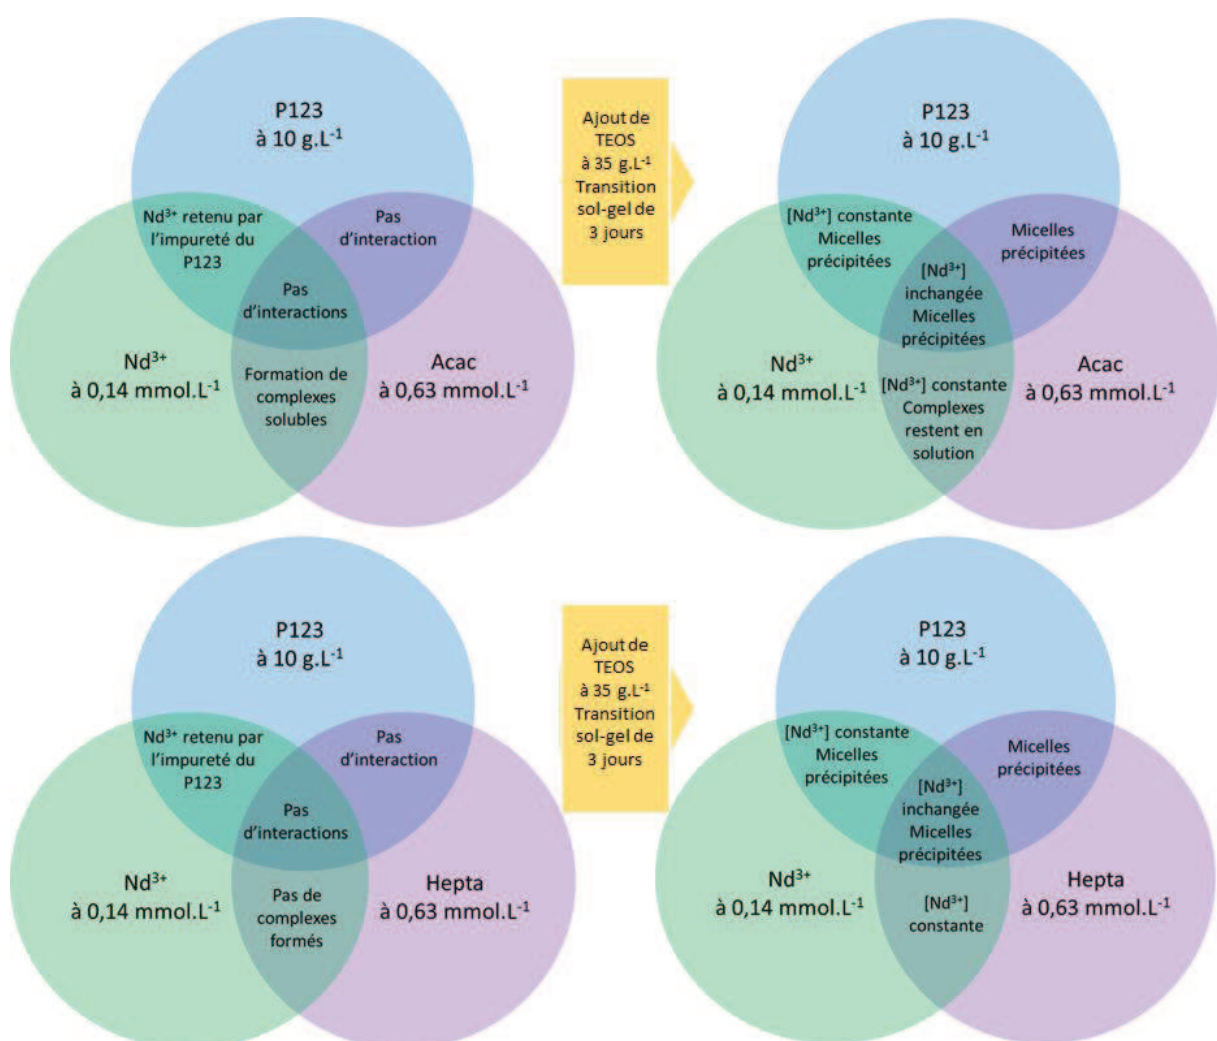 P123
à 10 g.L⁻¹
Nd³⁺ retenu par
l’impureté du
P123
Pas
d’interaction
Pas
d’interactions
Nd³⁺
à 0,14 mmol.L⁻¹
Acac
à 0,63 mmol.L⁻¹
Formation de
complexes
solubles
Ajout de
TEOS
à 35 g.L⁻¹
Transition
sol-gel de
3 jours
P123
à 10 g.L⁻¹
[Nd³⁺] constante
Micelles
précipitées
Micelles
précipitées
[Nd³⁺]
inchangée
Micelles
précipitées
Nd³⁺
à 0,14 mmol.L⁻¹
Acac
à 0,63 mmol.L⁻¹
[Nd³⁺] constante
Complexes
restent en
solution
P123
à 10 g.L⁻¹
Nd³⁺ retenu par
l’impureté du
P123
Pas
d’interaction
Pas
d’interactions
Nd³⁺
à 0,14 mmol.L⁻¹
Hepta
à 0,63 mmol.L⁻¹
Pas de
complexes
formés
Ajout de
TEOS
à 35 g.L⁻¹
Transition
sol-gel de
3 jours
P123
à 10 g.L⁻¹
[Nd³⁺] constante
Micelles
précipitées
Micelles
précipitées
[Nd³⁺]
inchangée
Micelles
précipitées
Nd³⁺
à 0,14 mmol.L⁻¹
Hepta
à 0,63 mmol.L⁻¹
[Nd³⁺]
constante